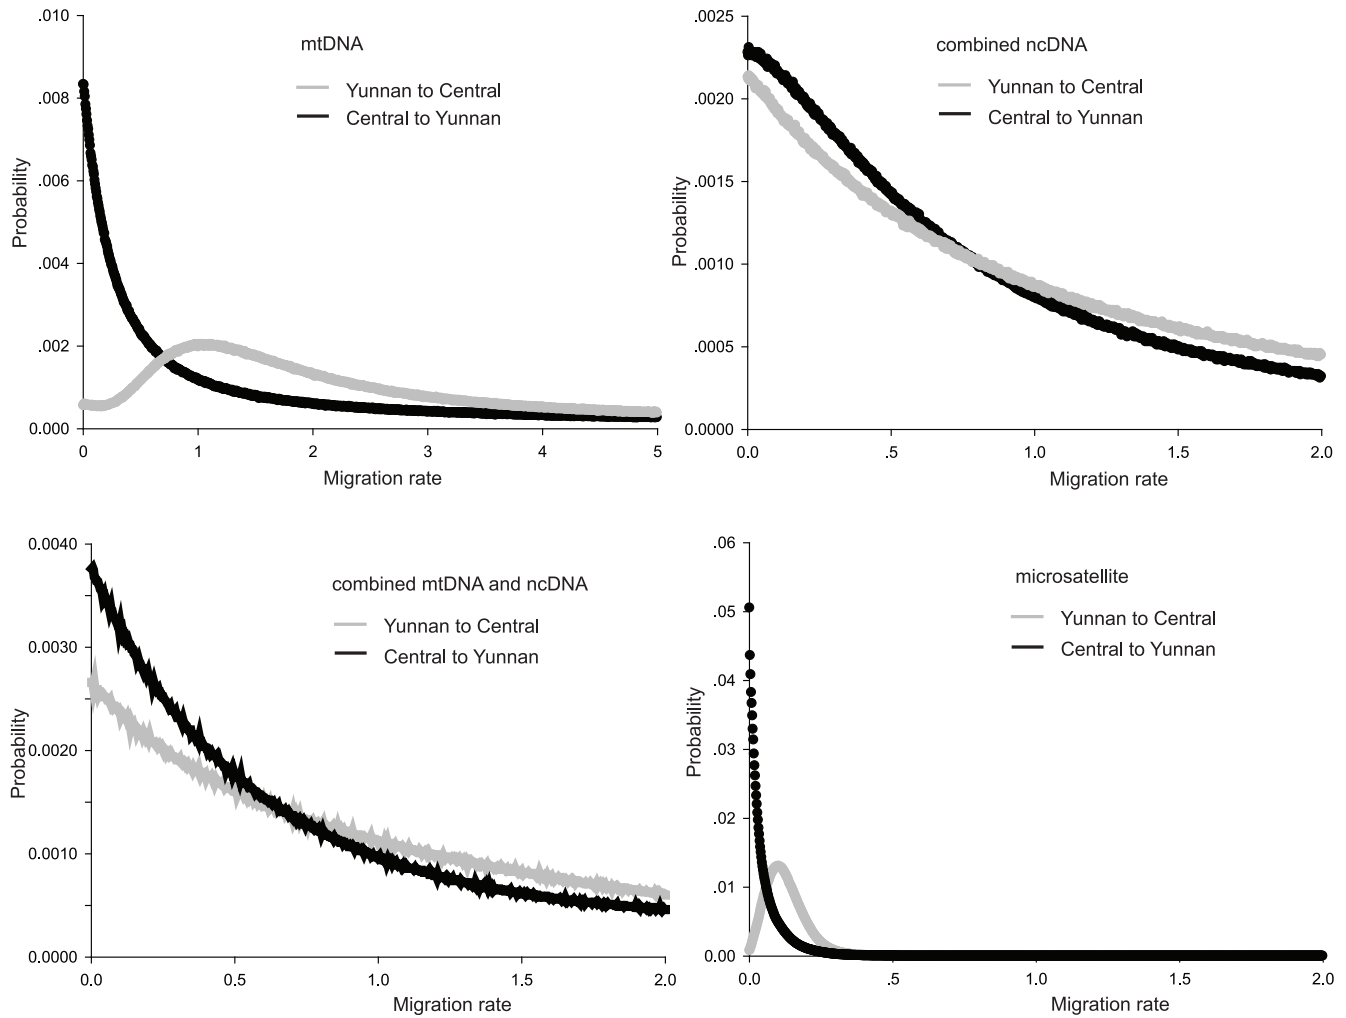 mtDNA
Yunnan to Central
Central to Yunnan
Probability
.010
.008
.006
.004
.002
0.000
0 1 2 3 4 5
Migration rate
combined ncDNA
Yunnan to Central
Central to Yunnan
Probability
.0025
.0020
.0015
.0010
.0005
0.0000
0.0 .5 1.0 1.5 2.0
Migration rate
combined mtDNA and ncDNA
Yunnan to Central
Central to Yunnan
Probability
0.0040
0.0030
0.0020
0.0010
0.0000
0.0 0.5 1.0 1.5 2.0
Migration rate
microsatellite
Yunnan to Central
Central to Yunnan
Probability
.06
.05
.04
.03
.02
.01
0.00
0.0 .5 1.0 1.5 2.0
Migration rate